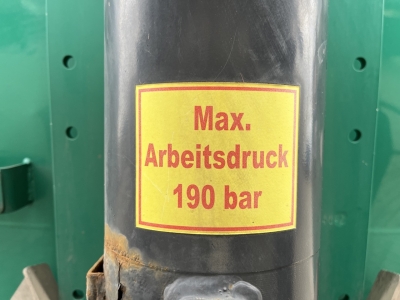 Max.
Arbeitsdruck
190 bar